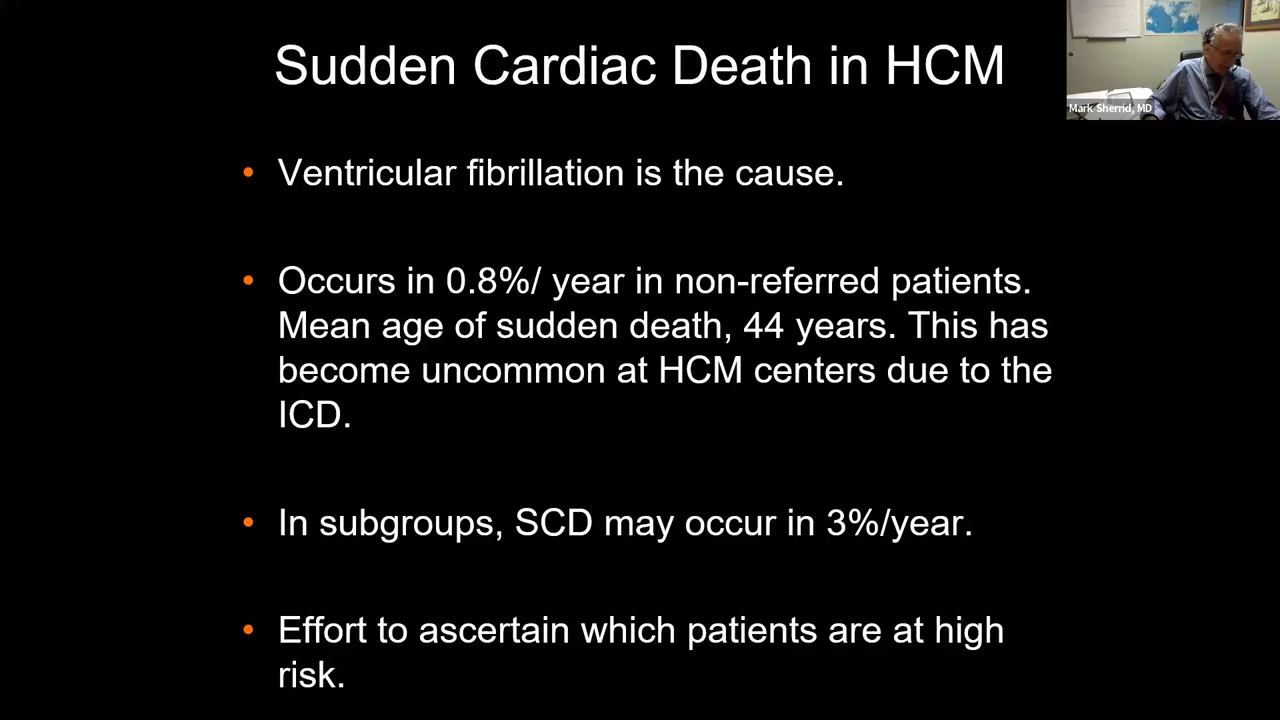 Sudden Cardiac Death in HCM
Mark Sherrid, MD
• Ventricular fibrillation is the cause.
• Occurs in 0.8%/ year in non-referred patients.
Mean age of sudden death, 44 years. This has
become uncommon at HCM centers due to the
ICD.
• In subgroups, SCD may occur in 3%/year.
• Effort to ascertain which patients are at high
risk.